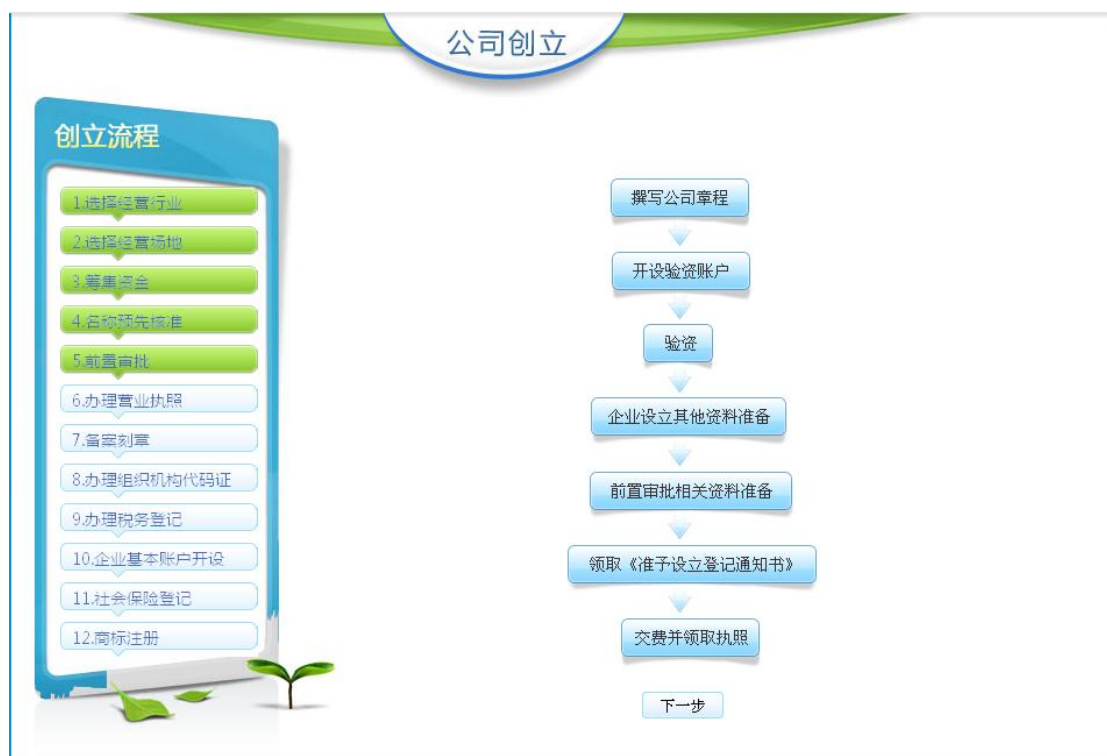 公司创立
创立流程
1.选择经营行业
2.选择经营场地
3.筹集资金
4.名称预先核准
5.前置审批
6.办理营业执照
7.备案刻章
8.办理组织机构代码证
9.办理税务登记
10.企业基本账户开设
11.社会保险登记
12.商标注册
撰写公司章程
开设验资账户
验资
企业设立其他资料准备
前置审批相关资料准备
领取《准予设立登记通知书》
交费并领取执照
下一步